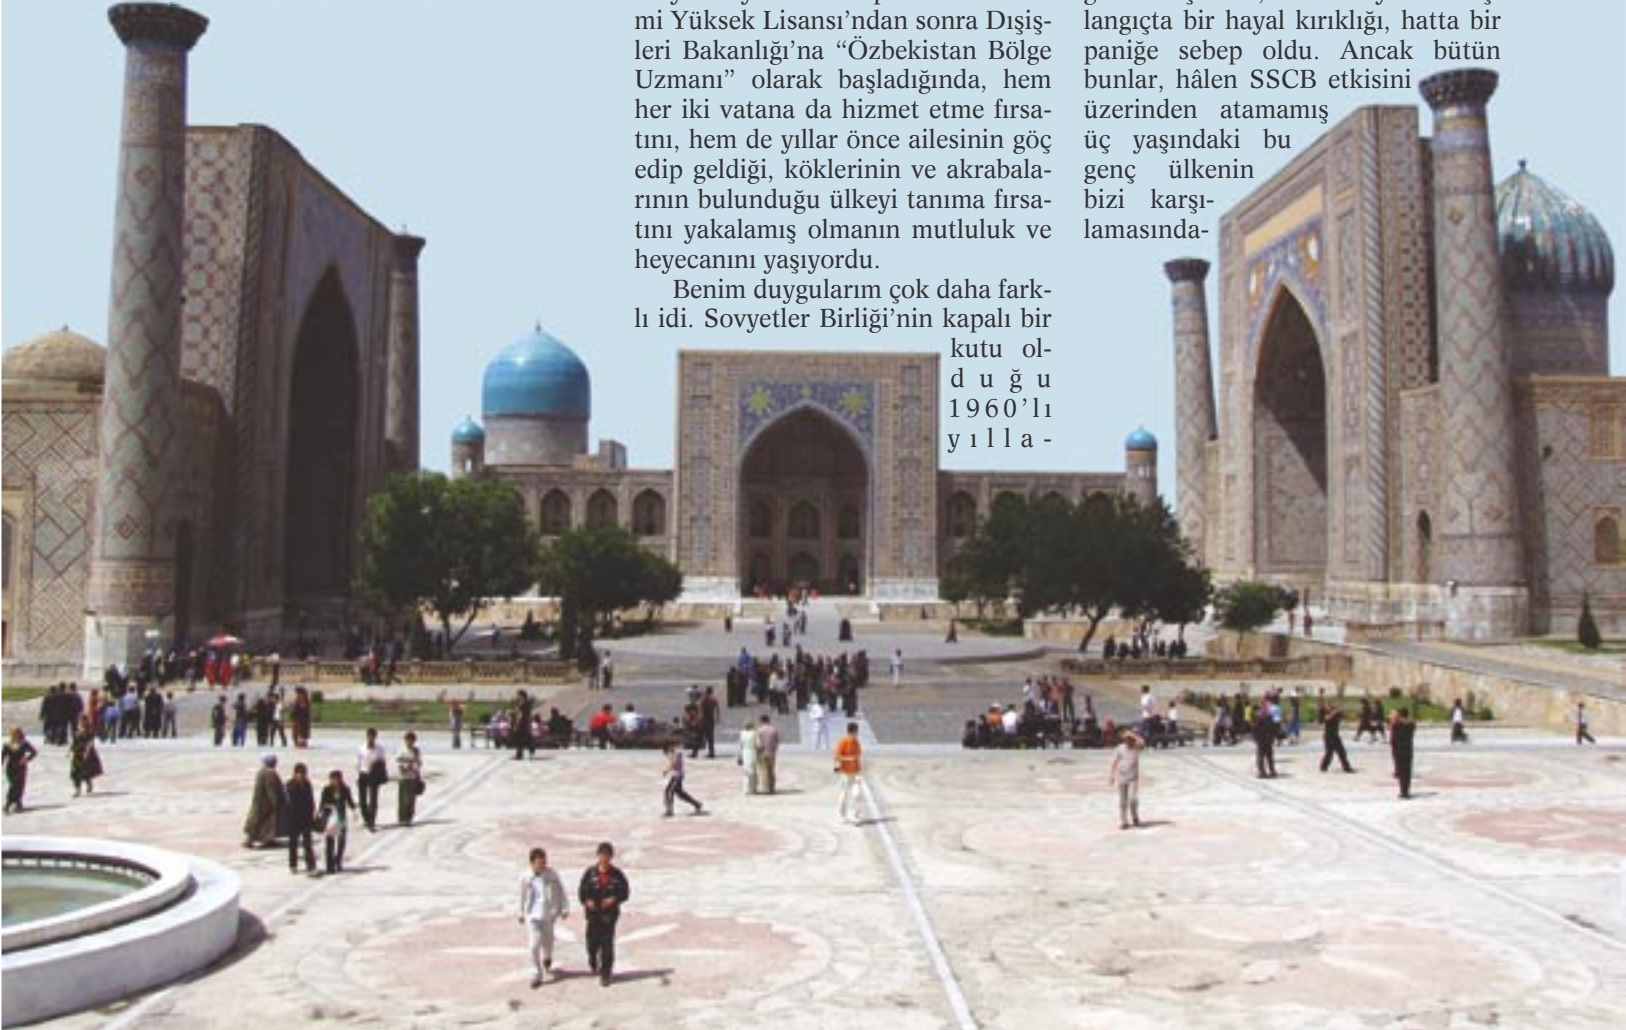 mi Yüksek Lisansı’ndan sonra Dışiş-
leri Bakanlığı’na “Özbekistan Bölge
Uzmanı” olarak başladığında, hem
her iki vatana da hizmet etme fırsa-
tını, hem de yıllar önce ailesinin göç
edip geldiği, köklerinin ve akrabala-
rının bulunduğu ülkeyi tanıma fırsa-
tını yakalamış olmanın mutluluk ve
heyecanını yaşıyordu.
Benim duygularım çok daha fark-
lı idi. Sovyetler Birliği’nin kapalı bir
kutu ol-
duğu
1960’lı
yılla-
langıçta bir hayal kırıklığı, hatta bir
paniğe sebep oldu. Ancak bütün
bunlar, hâlen SSCB etkisini
üzerinden atamamış
üç yaşındaki bu
genç ülkenin
bizi karşı-
lamasında-